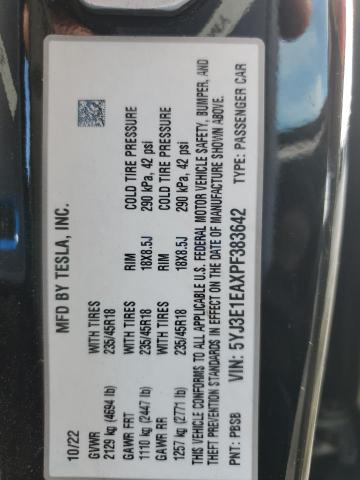 MFD BY TESLA, INC.
10/22
GVWR WITH TIRES RIM COLD TIRE PRESSURE
2129 kg (4694 lb) 235/45R18 18X8.5J 290 kPa, 42 psi
GAWR FRT WITH TIRES RIM COLD TIRE PRESSURE
1110 kg (2447 lb) 235/45R18 18X8.5J 290 kPa, 42 psi
GAWR RR
1257 kg (2771 lb)
THIS VEHICLE CONFORMS TO ALL APPLICABLE U.S. FEDERAL MOTOR VEHICLE SAFETY, BUMPER, AND
THEFT PREVENTION STANDARDS IN EFFECT ON THE DATE OF MANUFACTURE SHOWN ABOVE.
PNT: PBSB VIN: 5YJ3E1EAXPF383642 TYPE: PASSENGER CAR